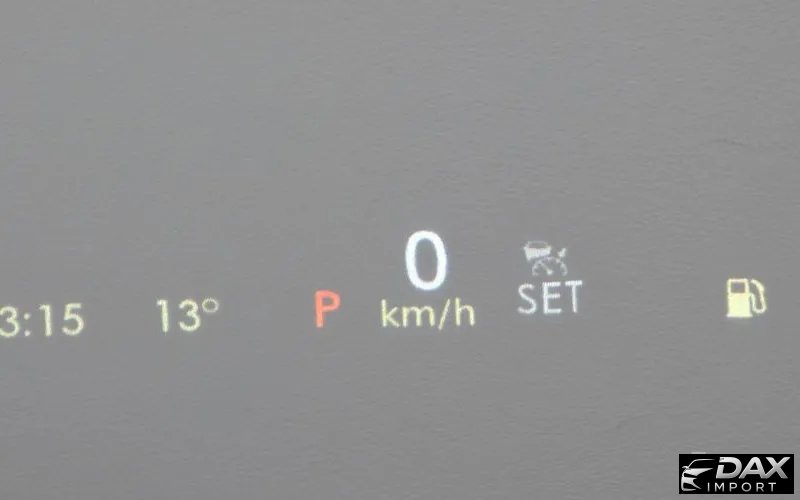 0
3:15 13° P km/h SET
DAX
IMPORT